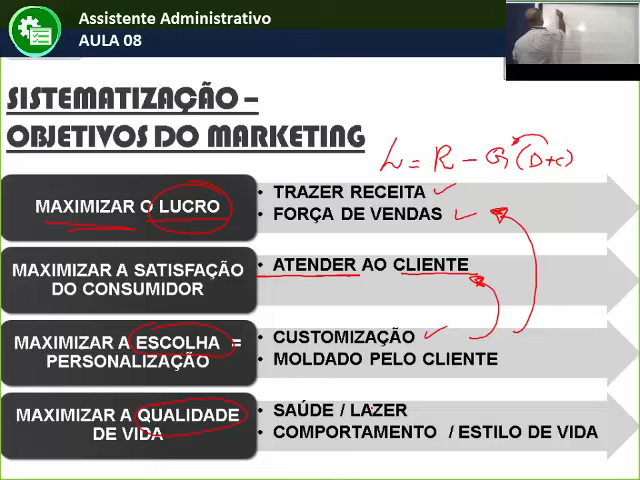 Assistente Administrativo
AULA 08
SISTEMATIZAÇÃO –
OBJETIVOS DO MARKETING
L = R - G (D+C)
MAXIMIZAR O LUCRO
• TRAZER RECEITA
• FORÇA DE VENDAS
MAXIMIZAR A SATISFAÇÃO
DO CONSUMIDOR
• ATENDER AO CLIENTE
MAXIMIZAR A ESCOLHA =
PERSONALIZAÇÃO
• CUSTOMIZAÇÃO
• MOLDADO PELO CLIENTE
MAXIMIZAR A QUALIDADE
DE VIDA
• SAÚDE / LAZER
• COMPORTAMENTO / ESTILO DE VIDA